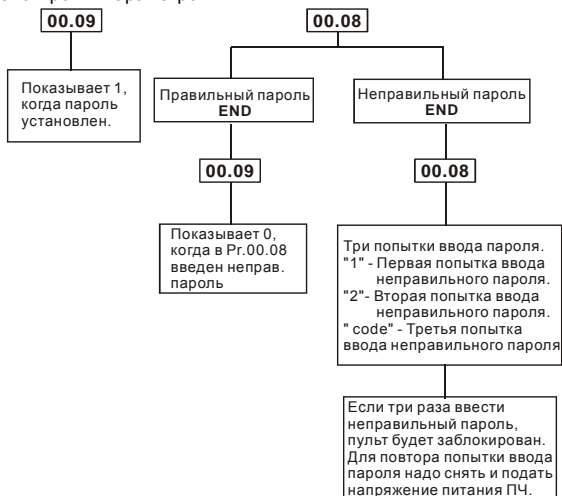 00.09
Показывает 1,
когда пароль
установлен.
00.08
Правильный пароль
END
00.09
Показывает 0,
когда в Pr.00.08
введен неправ.
пароль
Неправильный пароль
END
00.08
Три попытки ввода пароля.
"1" - Первая попытка ввода
неправильного пароля.
"2"- Вторая попытка ввода
неправильного пароля.
" code" - Третья попытка
ввода неправильного пароля
Если три раза ввести
неправильный пароль,
пульт будет заблокирован.
Для повтора попытки ввода
пароля надо снять и подать
напряжение питания ПЧ.